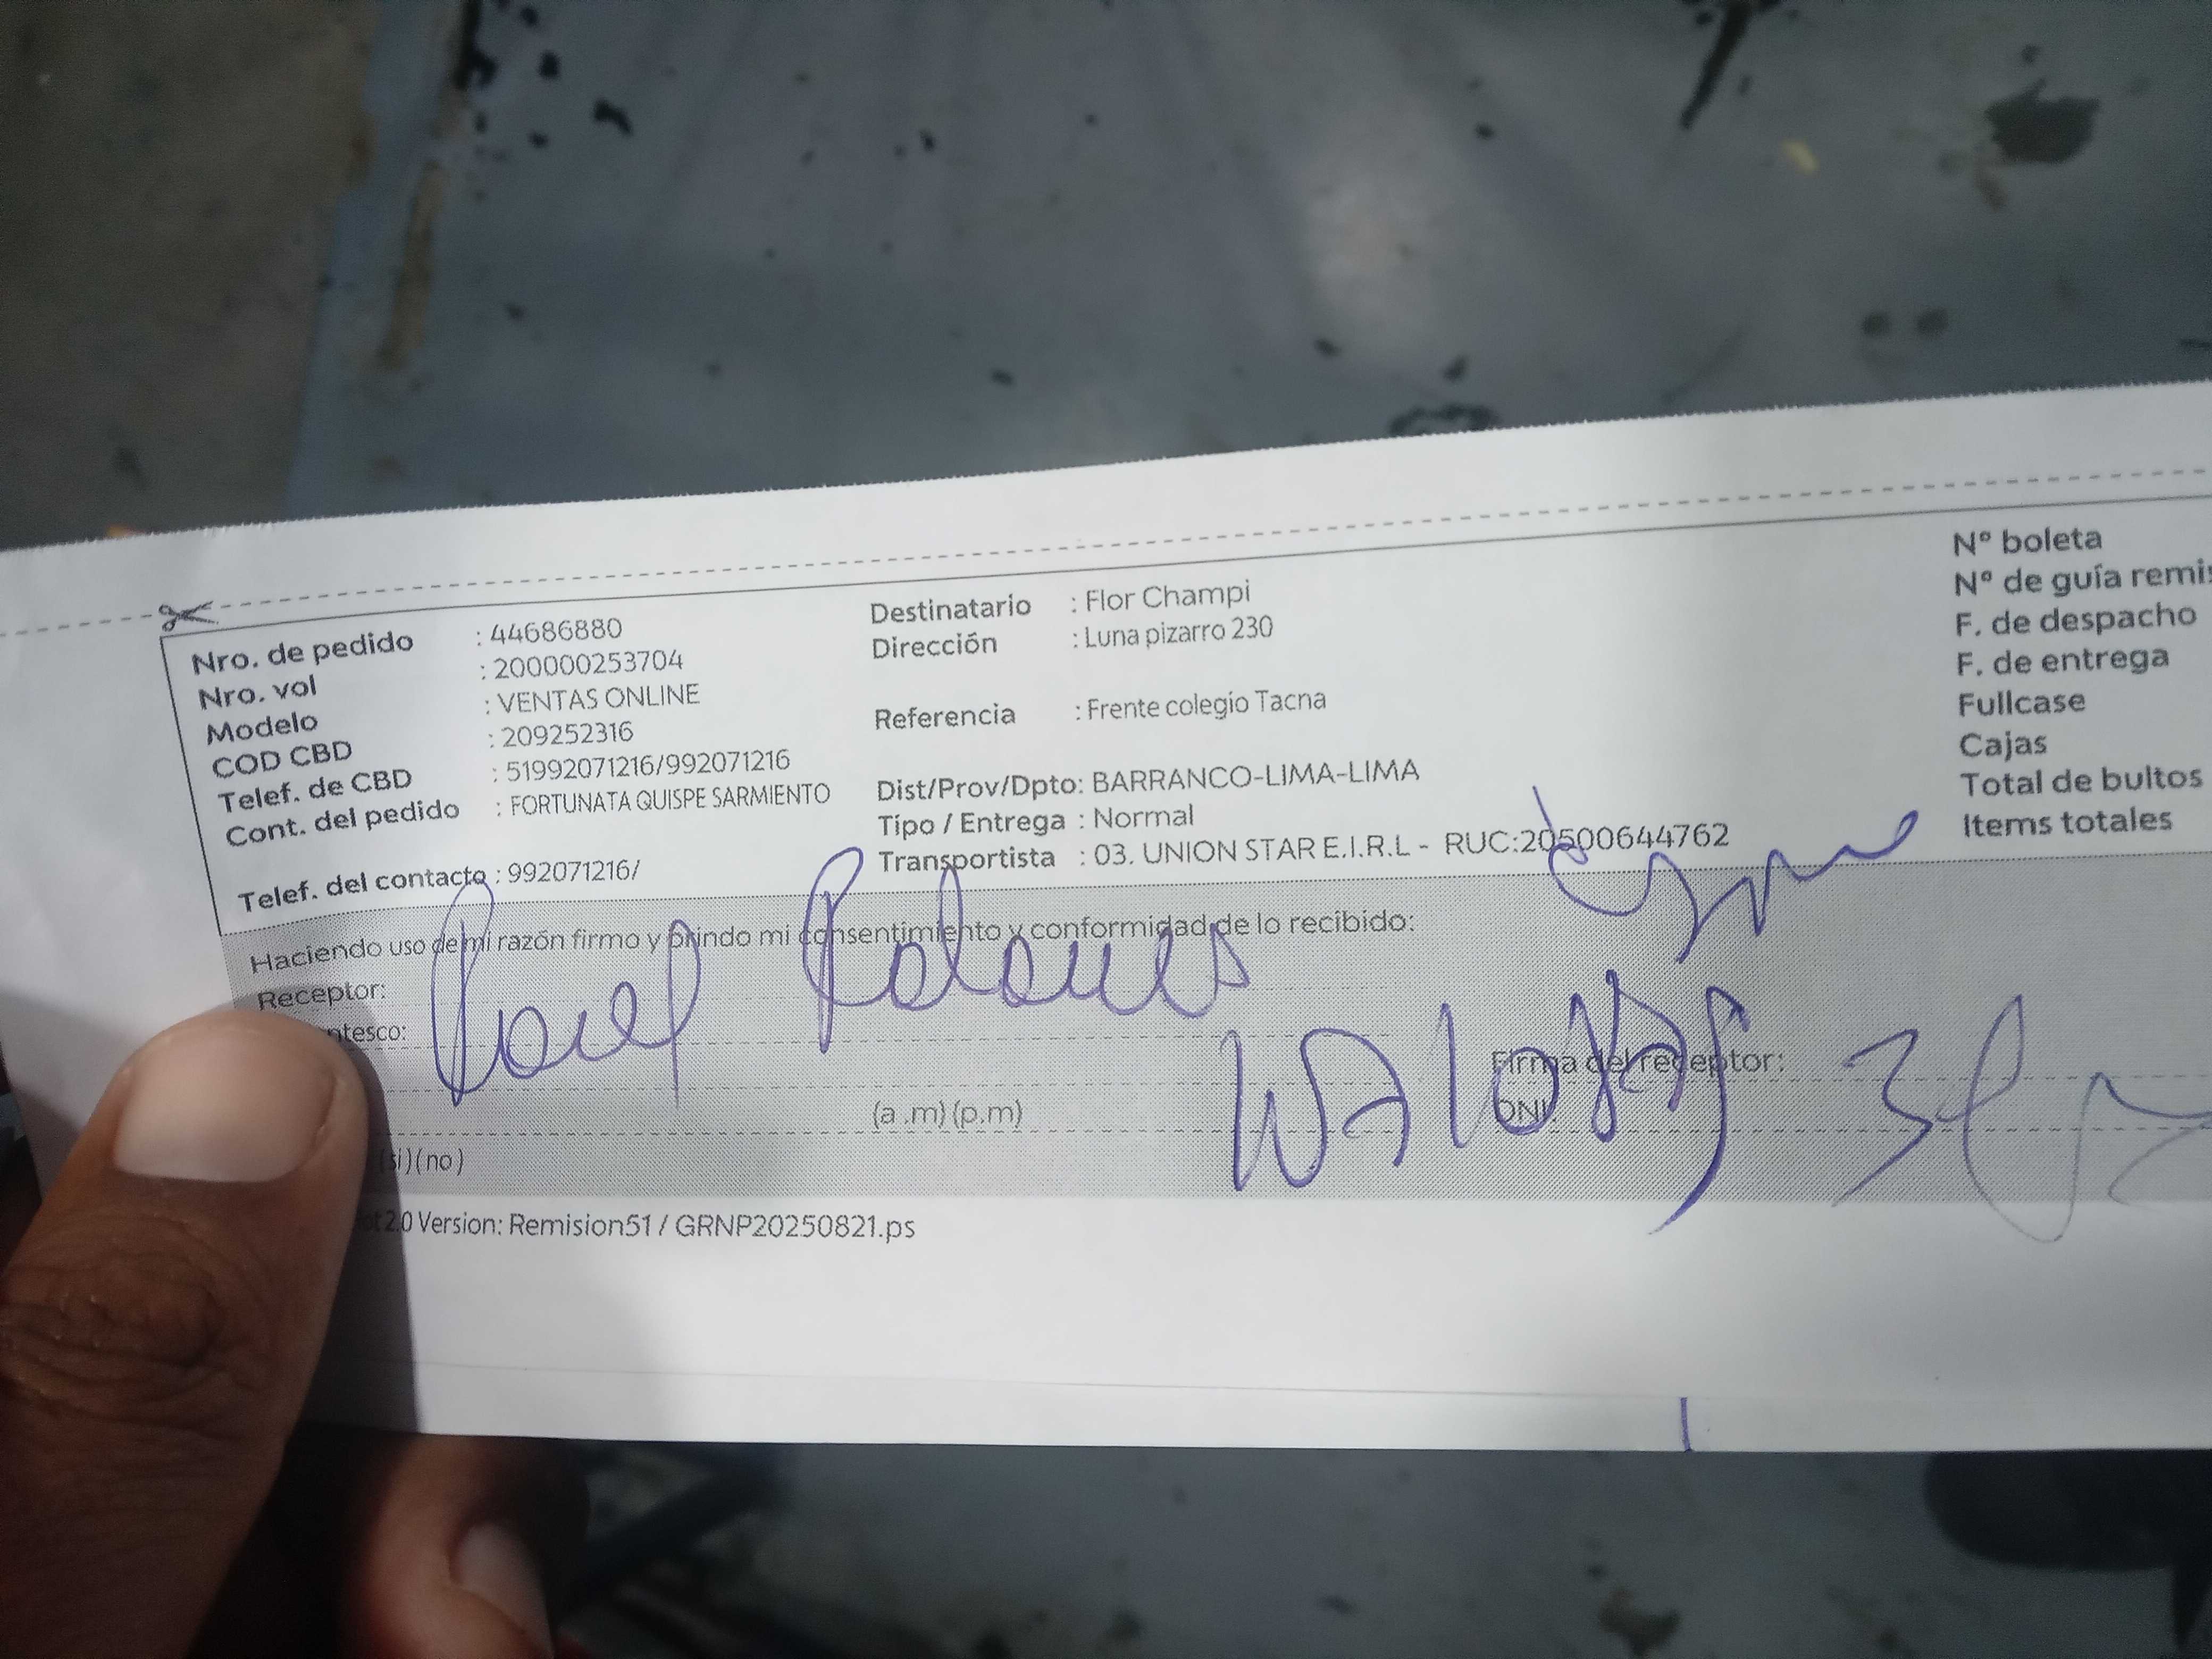 Nro. de pedido : 44686880
Nro. vol : 200000253704
Modelo : VENTAS ONLINE
COD CBD : 209252316
Telef. de CBD : 51992071216/992071216
Cont. del pedido : FORTUNATA QUISPE SARMIENTO
Telef. del contacto : 992071216/
Destinatario : Flor Champi
Dirección : Luna pizarro 230
Referencia : Frente colegio Tacna
Dist/Prov/Dpto: BARRANCO-LIMA-LIMA
Tipo / Entrega : Normal
Transportista : 03. UNION STAR E.I.R.L - RUC:20500644762
Nº boleta
Nº de guía remis
F. de despacho
F. de entrega
Fullcase
Cajas
Total de bultos
Items totales
Haciendo uso de mi razón firmo y brindo mi consentimiento y conformidad de lo recibido:
Receptor:
ntesco:
Firma del receptor:
(a .m) (p.m)
DNI:
(si)(no)
2.0 Version: Remision51 / GRNP20250821.ps